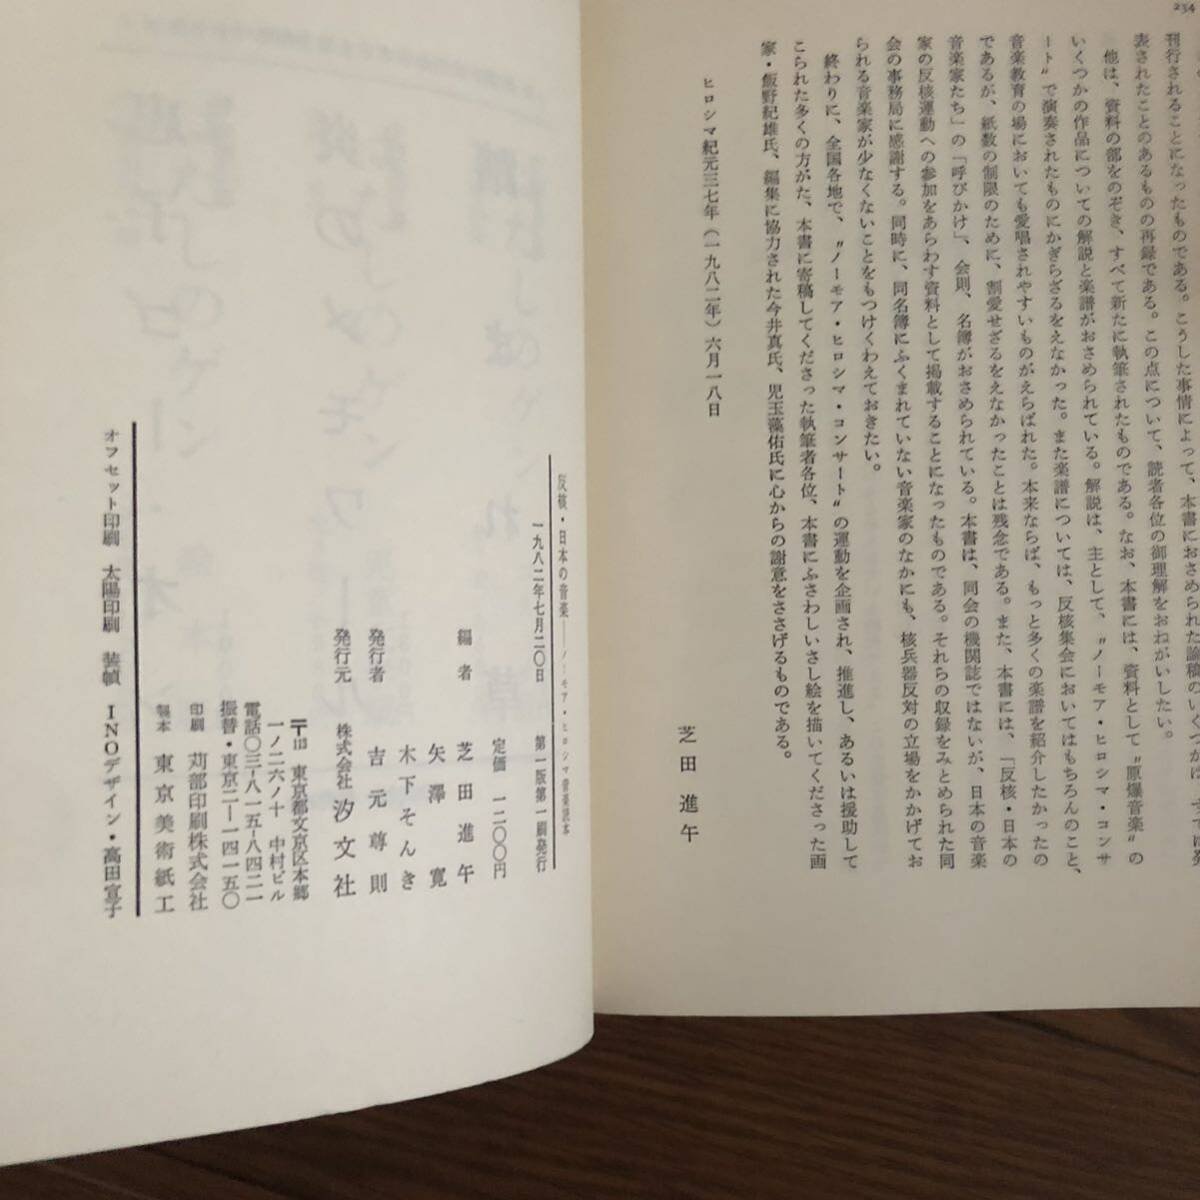 234
刊行されることになったものである。こうした事情によって、本書におさめられた論稿のいくつかは、すでに発
表されたことのあるものの再録である。この点について、読者各位の御理解をおねがいしたい。
他は、資料の部をのぞき、すべて新たに執筆されたものである。なお、本書には、資料として〝原爆音楽〟の
いくつかの作品についての解説と楽譜がおさめられている。解説は、主として、〝ノーモア・ヒロシマ・コンサ
ート〟で演奏されたものにかぎらざるをえなかった。また楽譜については、反核集会においてはもちろんのこと、
音楽教育の場においても愛唱されやすいものがえらばれた。本来ならば、もっと多くの楽譜を紹介したかったの
であるが、紙数の制限のために、割愛せざるをえなかったことは残念である。また、本書には、「反核・日本の
音楽家たち」の「呼びかけ」、会則、名簿がおさめられている。本書は、同会の機関誌ではないが、日本の音楽
家の反核運動への参加をあらわす資料として掲載することになったものである。それらの収録をみとめられた同
会の事務局に感謝する。同時に、同名簿にふくまれていない音楽家のなかにも、核兵器反対の立場をかかげてお
られる音楽家が少なくないことをもつけくわえておきたい。
終わりに、全国各地で、〝ノーモア・ヒロシマ・コンサート〟の運動を企画され、推進し、あるいは援助して
こられた多くの方がた、本書に寄稿してくださった執筆者各位、本書にふさわしいさし絵を描いてくださった画
家・飯野紀雄氏、編集に協力された今井真氏、児玉藻佑氏に心からの謝意をささげるものである。
ヒロシマ紀元三七年(一九八二年)六月一八日
芝田進午
反核・日本の音楽――ノーモア・ヒロシマ音楽読本
一九八二年七月二〇日 第一版第一刷発行
定価 一二〇〇円
編者 芝田進午
矢澤寛
木下そんき
発行者 吉元尊則
発行元 株式会社 汐文社
〒113 東京都文京区本郷
一ノ二六ノ十 中村ビル
電話〇三-八一五-八四二一
振替・東京二-一四一五〇
印刷 苅部印刷株式会社
製本 東京美術紙工
オフセット印刷 太陽印刷 装幀 INOデザイン・高田宣子